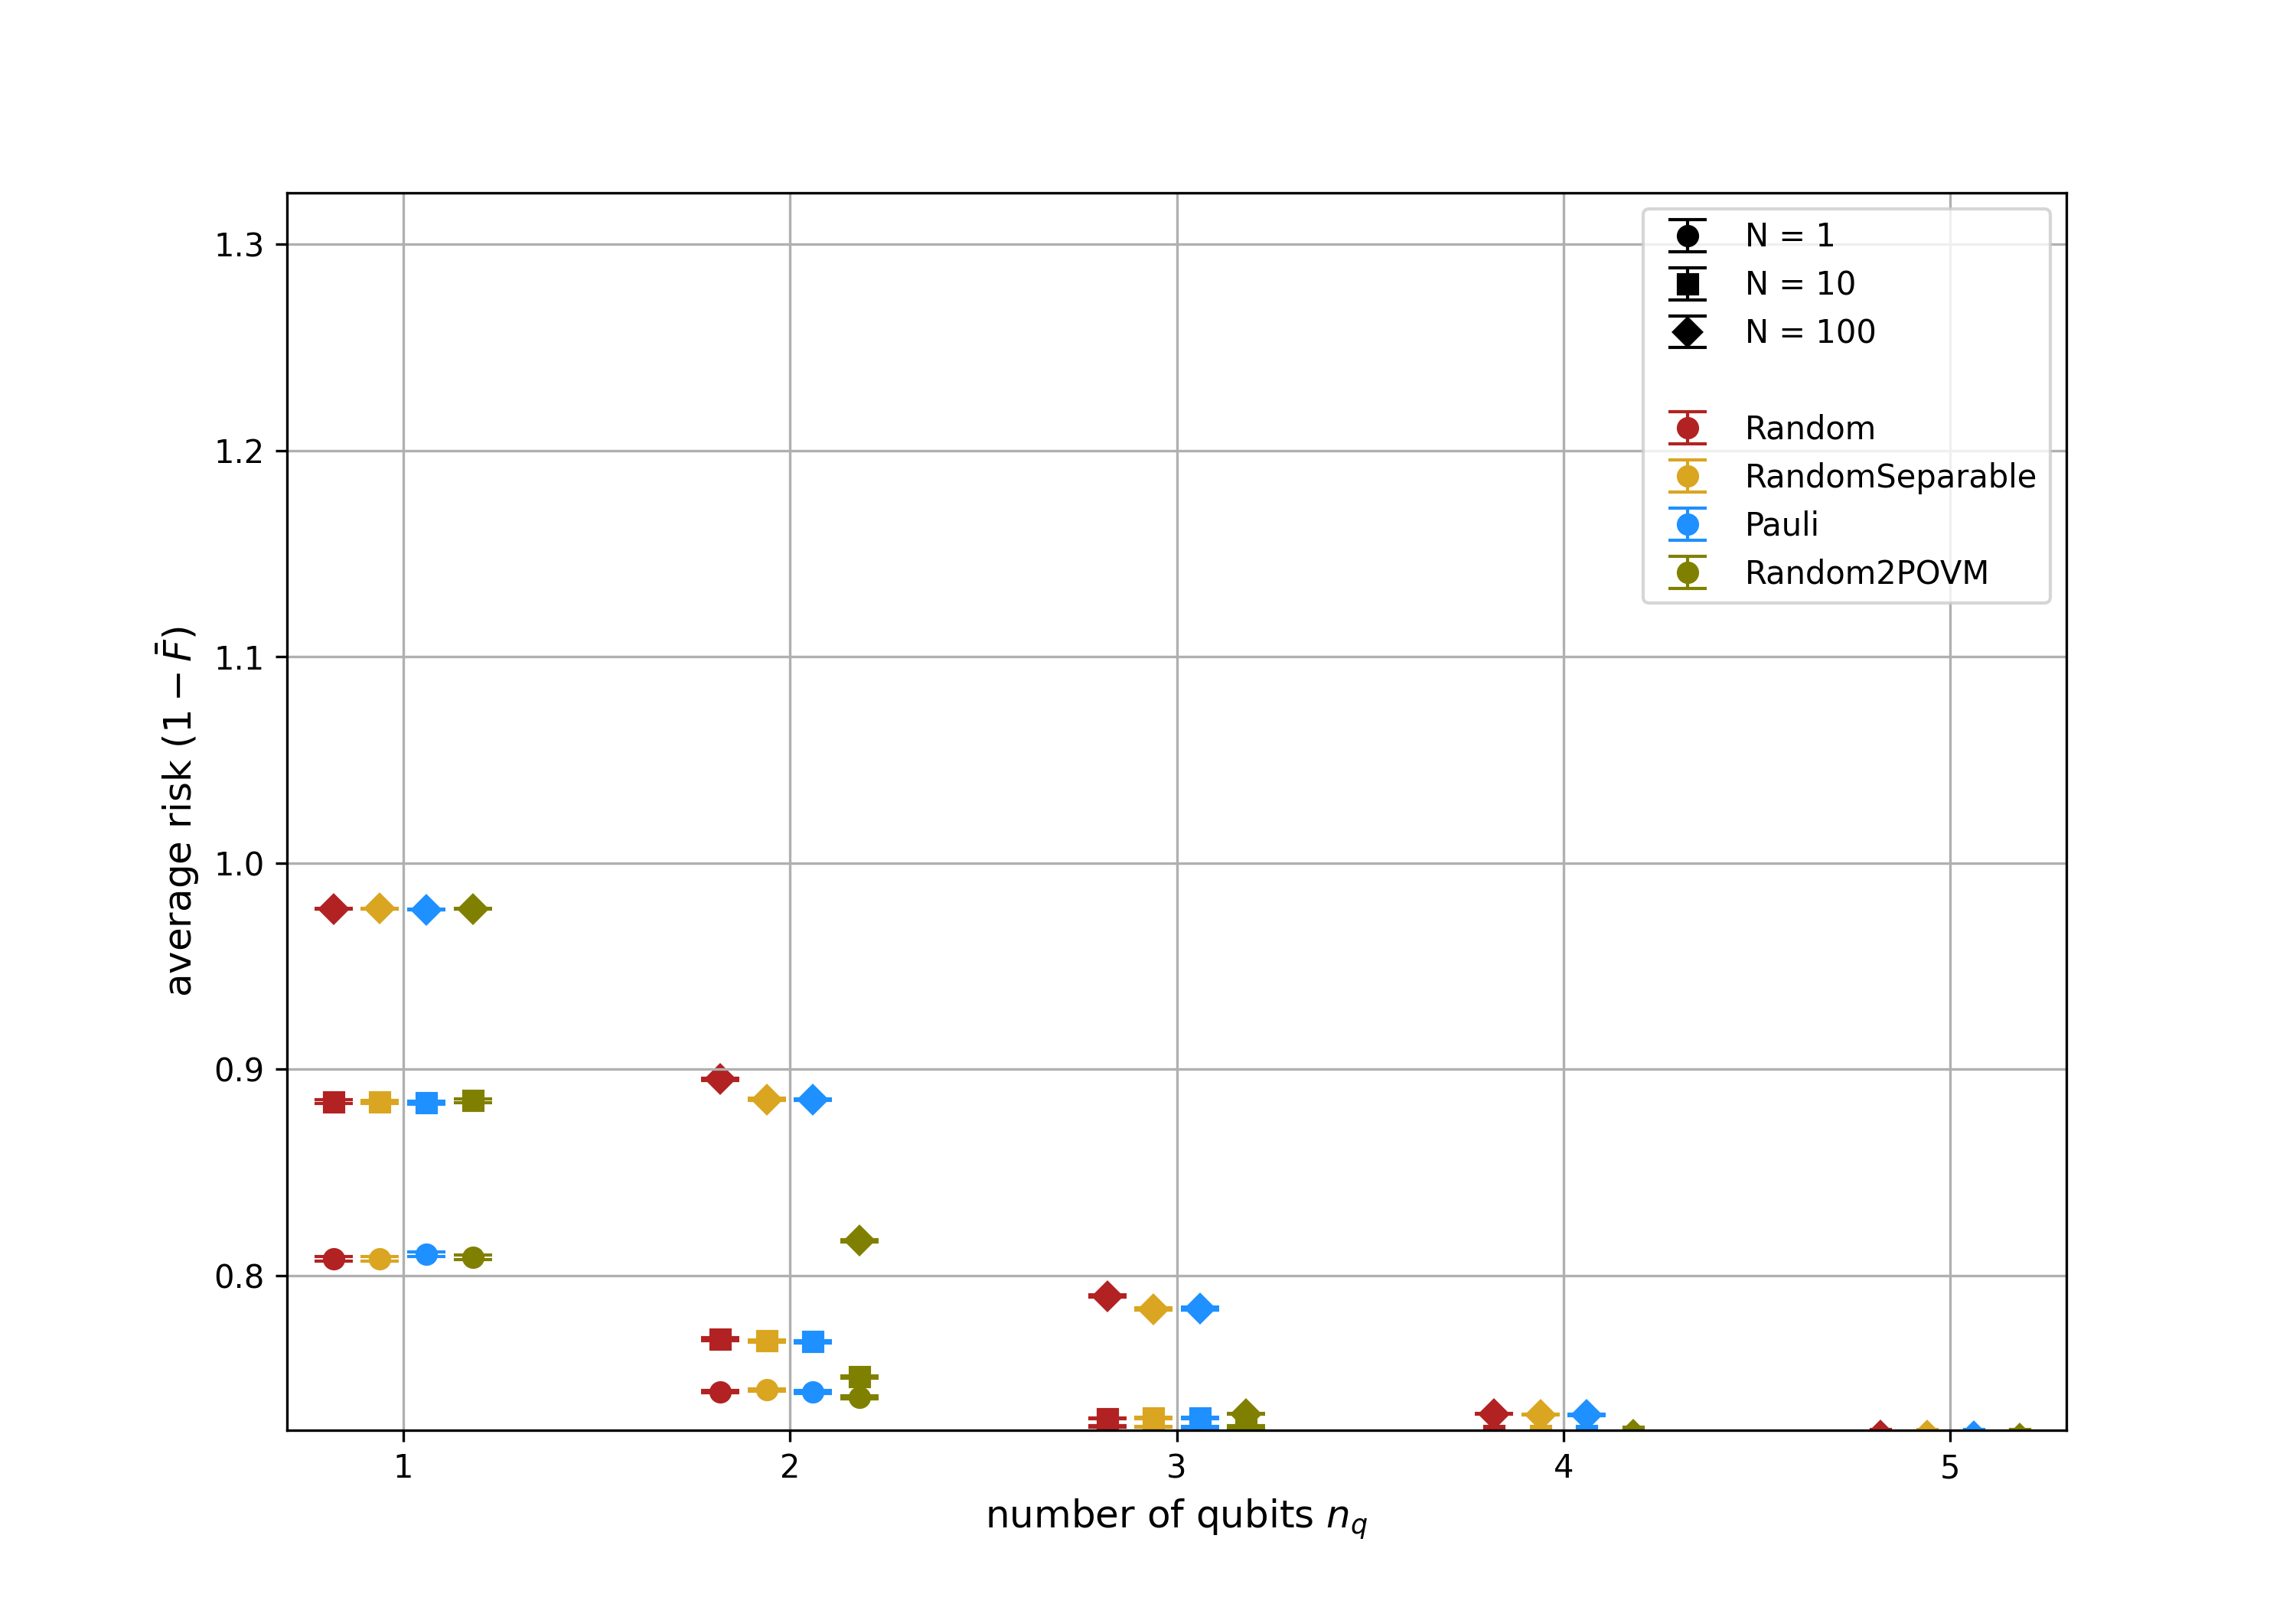 N = 1
N = 10
N = 100
Random
RandomSeparable
Pauli
Random2POVM
1.3
1.2
1.1
1.0
0.9
0.8
average risk (1 − F̄)
1 2 3 4 5
number of qubits n_q